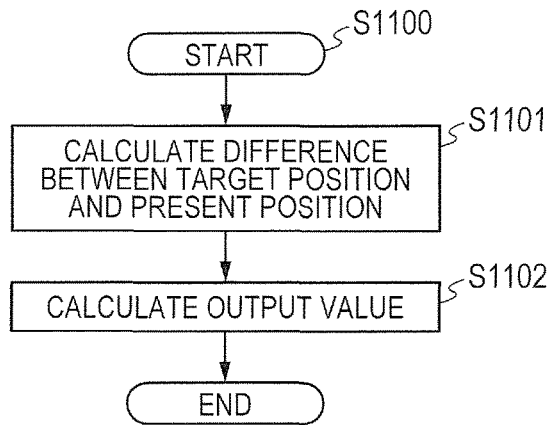 START
S1100
CALCULATE DIFFERENCE
BETWEEN TARGET POSITION
AND PRESENT POSITION
S1101
CALCULATE OUTPUT VALUE
S1102
END